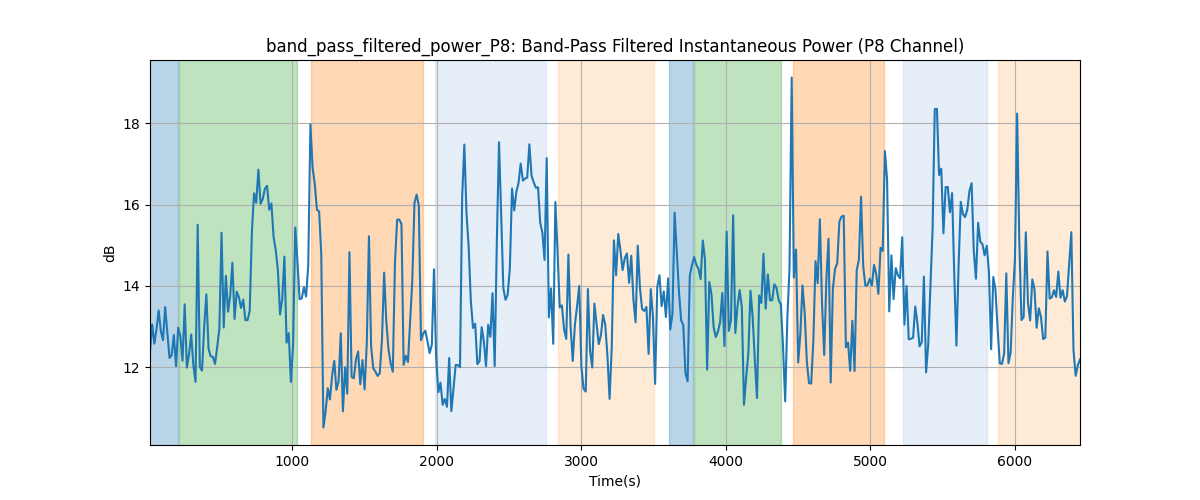 band_pass_filtered_power_P8: Band-Pass Filtered Instantaneous Power (P8 Channel)
dB
18
16
14
12
1000 2000 3000 4000 5000 6000
Time(s)